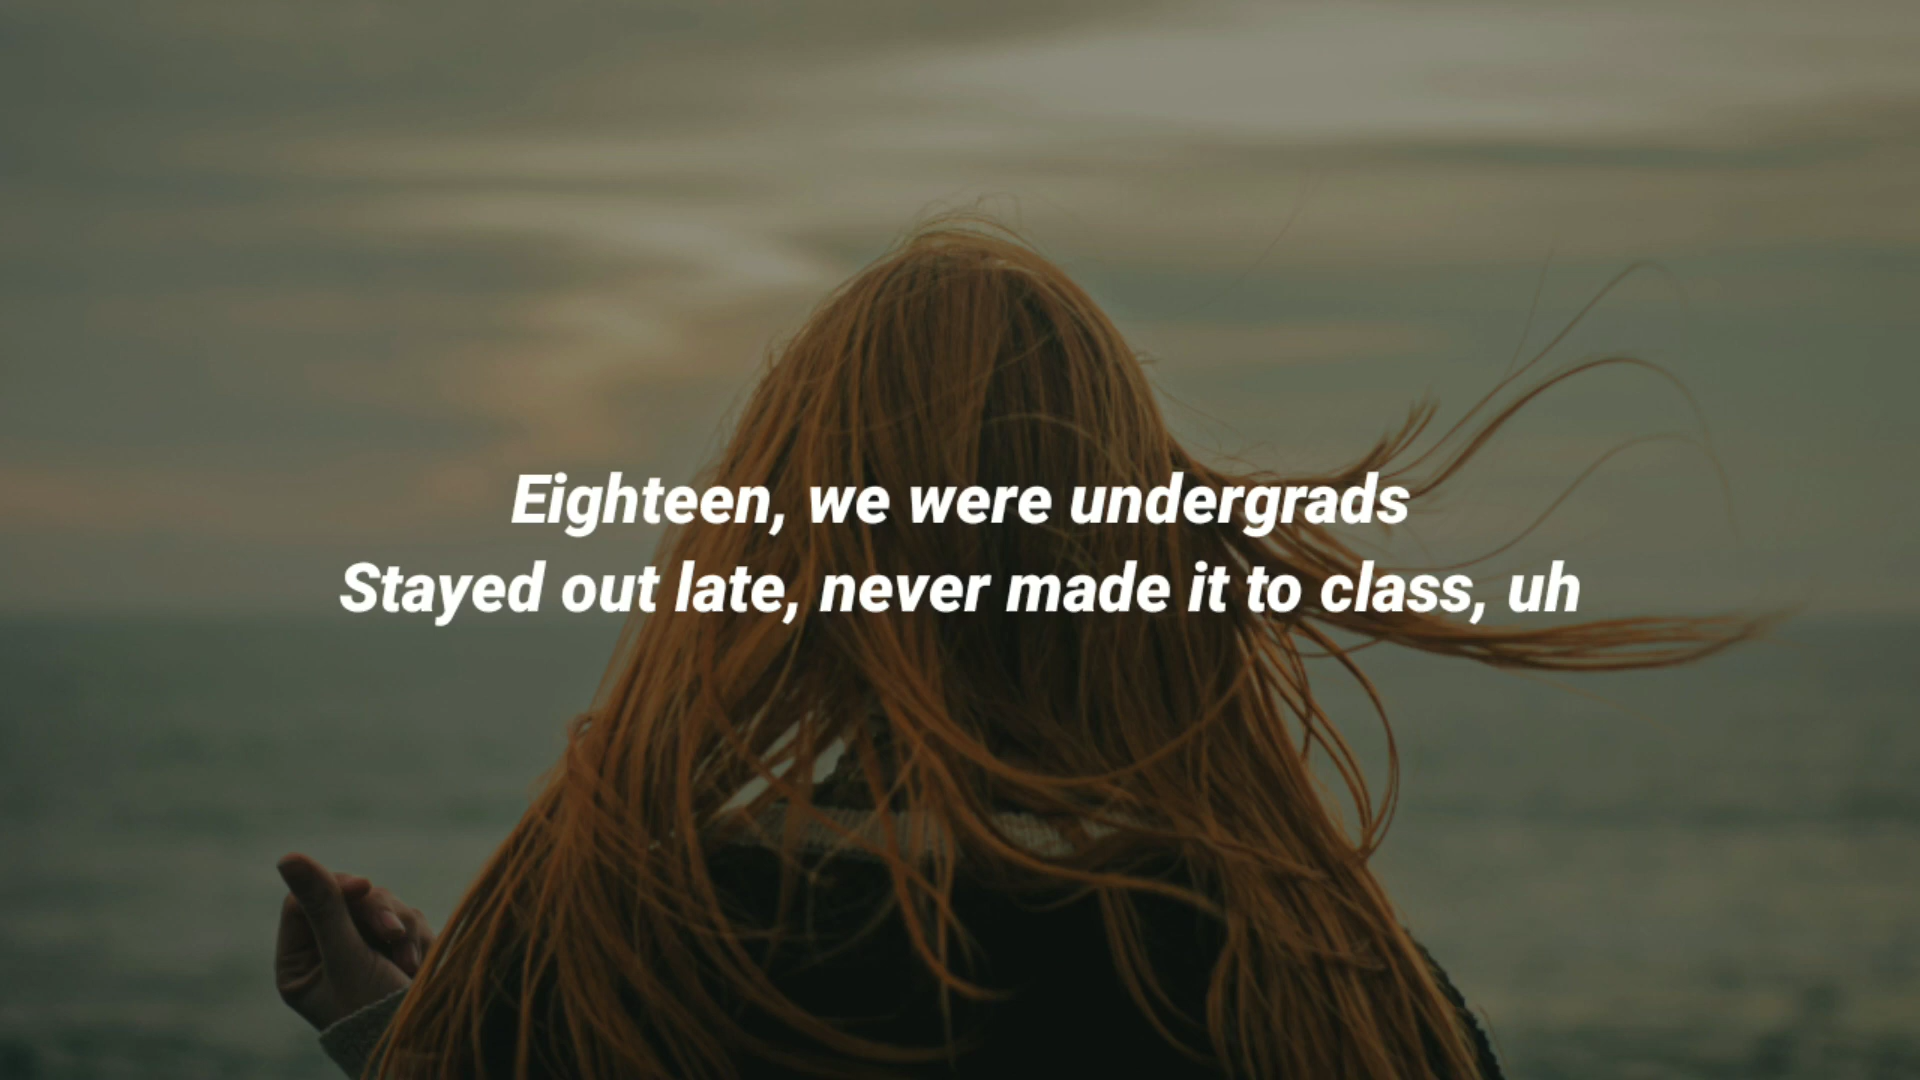 Eighteen, we were undergrads
Stayed out late, never made it to class, uh